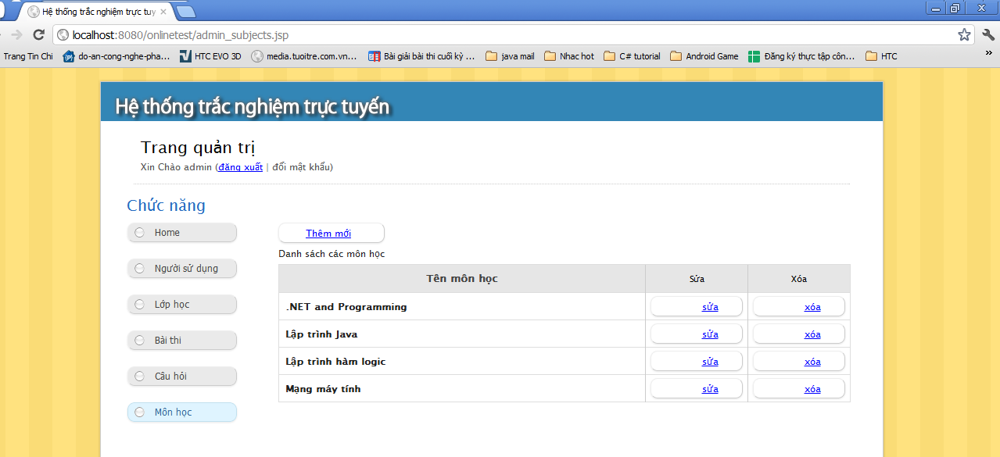 Hệ thống trắc nghiệm trực tuy
localhost:8080/onlinetest/admin_subjects.jsp
Trang Tin Chi do-an-cong-nghe-pha... HTC EVO 3D media.tuoitre.com.vn... Bài giải bài thi cuối kỳ ... java mail Nhac hot C# tutorial Android Game Đăng ký thực tập côn... HTC »
Hệ thống trắc nghiệm trực tuyến
Trang quản trị
Xin Chào admin (đăng xuất | đổi mật khẩu)
Chức năng
Home
Người sử dụng
Lớp học
Bài thi
Câu hỏi
Môn học
Thêm mới
Danh sách các môn học
Tên môn học Sửa Xóa
.NET and Programming sửa xóa
Lập trình Java sửa xóa
Lập trình hàm logic sửa xóa
Mạng máy tính sửa xóa